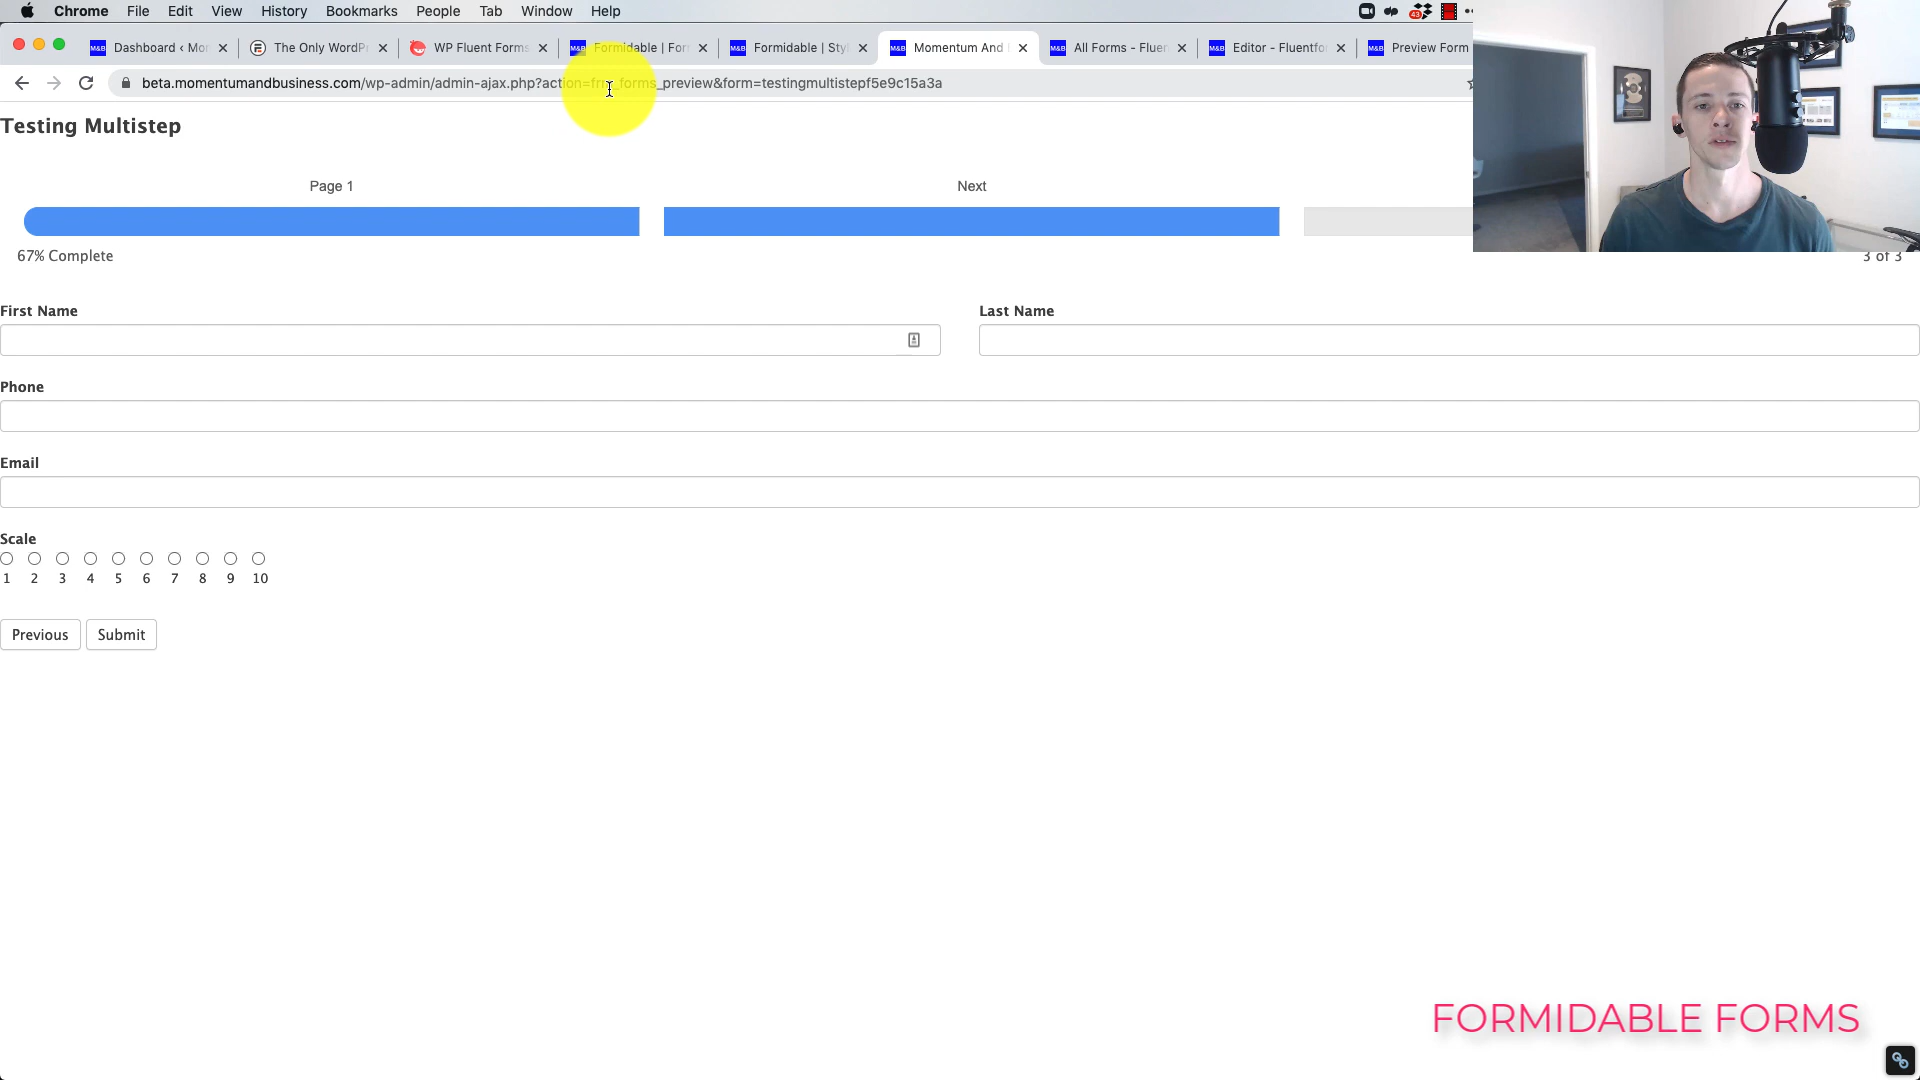 Chrome File Edit View History Bookmarks People Tab Window Help
43
M&B Dashboard ‹ Mo
The Only WordP
WP Fluent Forms
M&B Formidable | For
M&B Formidable | Sty
M&B Momentum And
M&B All Forms - Fluen
M&B Editor - Fluentfo
M&B Preview Form
beta.momentumandbusiness.com/wp-admin/admin-ajax.php?action=frm_forms_preview&form=testingmultistepf5e9c15a3a
Testing Multistep
Page 1 Next
67% Complete 3 of 3
First Name Last Name
Phone
Email
Scale
1 2 3 4 5 6 7 8 9 10
Previous Submit
FORMIDABLE FORMS